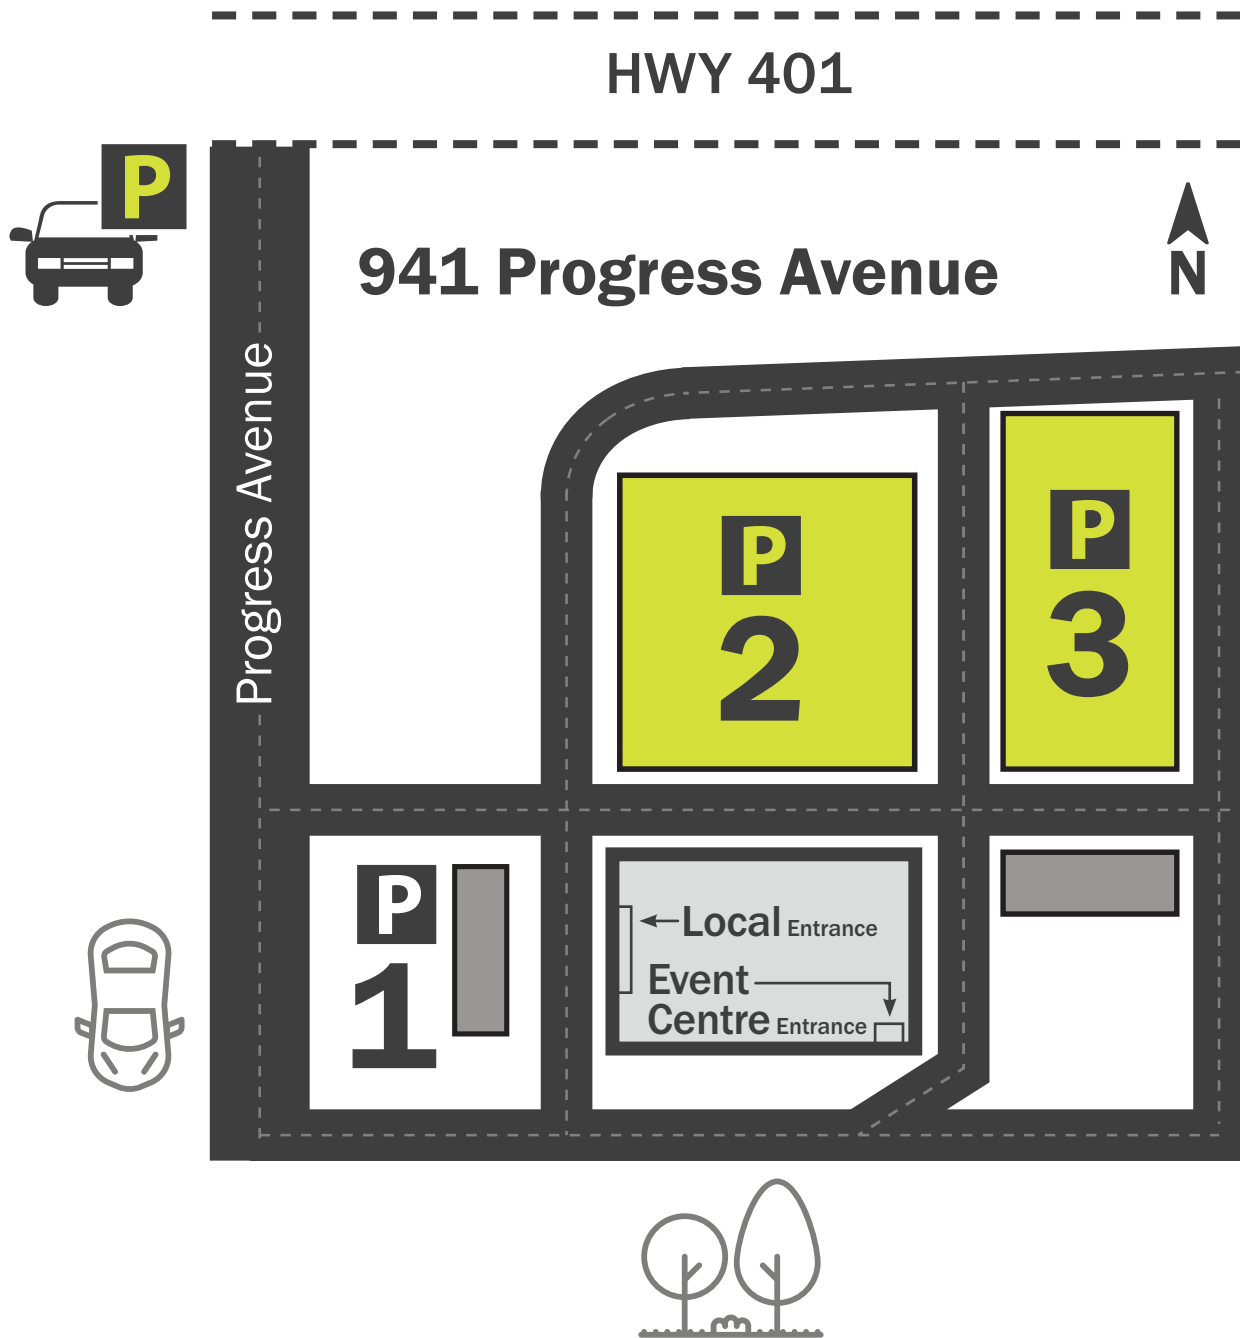 HWY 401
P
941 Progress Avenue
N
Progress Avenue
P
2
P
3
P
1
Local Entrance
Event
Centre Entrance